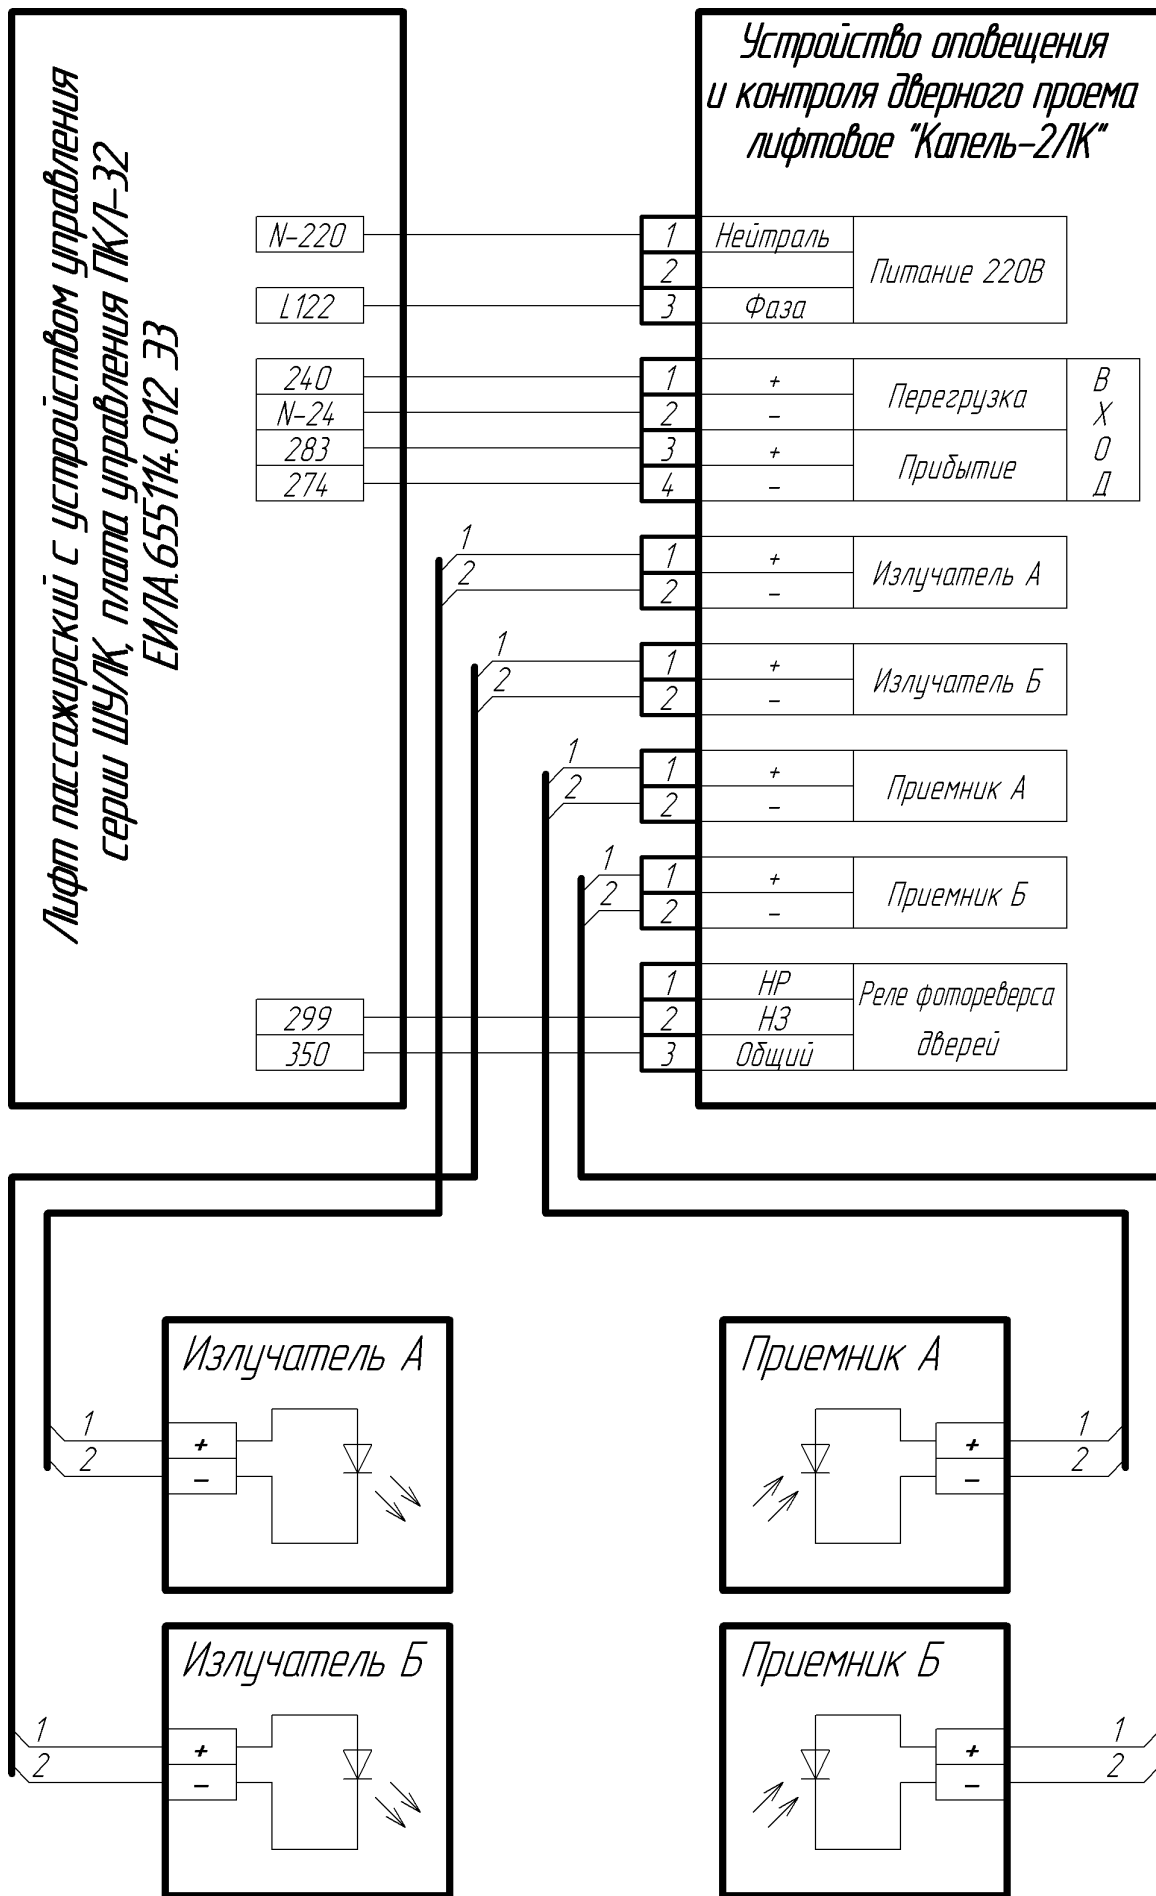 Лифт пассажирский с устройством управления
серии ШУЛК, плата управления ПКЛ-32
ЕИЛА.655114.012 Э3
Устройство оповещения
и контроля дверного проема
лифтовое "Капель-2ЛК"
N-220
1
Нейтраль
2
Питание 220В
L122
3
Фаза
240
1
+
Перегрузка
В
N-24
2
-
Х
283
3
+
Прибытие
О
274
4
-
Д
1
1
+
Излучатель А
2
2
-
1
1
+
Излучатель Б
2
2
-
1
1
+
Приемник А
2
2
-
1
1
+
Приемник Б
2
2
-
1
НР
Реле фотореверса
дверей
299
2
НЗ
350
3
Общий
Излучатель А
1
+
2
-
Приемник А
+
1
-
2
Излучатель Б
1
+
2
-
Приемник Б
+
1
-
2